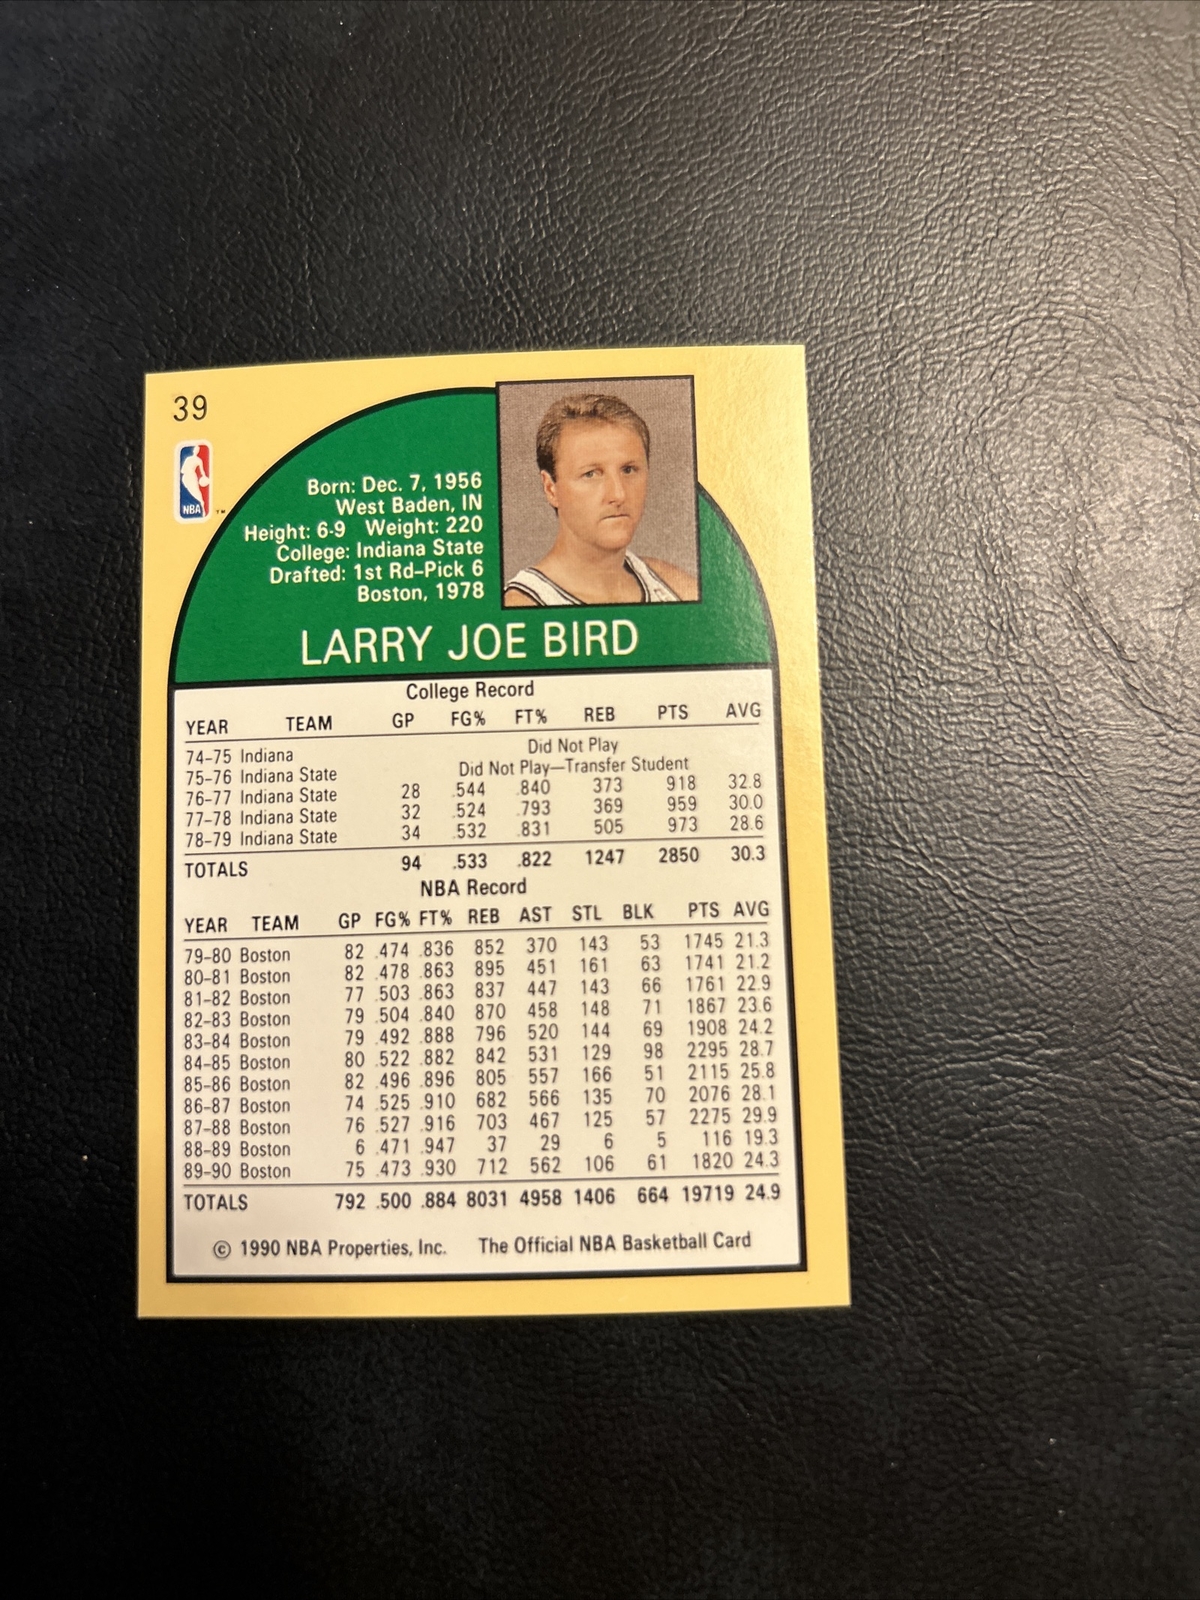 39
NBA
™
Born: Dec. 7, 1956
West Baden, IN
Height: 6-9 Weight: 220
College: Indiana State
Drafted: 1st Rd–Pick 6
Boston, 1978
LARRY JOE BIRD
College Record
YEAR TEAM GP FG% FT% REB PTS AVG
74–75 Indiana Did Not Play
75–76 Indiana State Did Not Play—Transfer Student
76–77 Indiana State 28 .544 .840 373 918 32.8
77–78 Indiana State 32 .524 .793 369 959 30.0
78–79 Indiana State 34 .532 .831 505 973 28.6
TOTALS 94 .533 .822 1247 2850 30.3
NBA Record
YEAR TEAM GP FG% FT% REB AST STL BLK PTS AVG
79–80 Boston 82 .474 .836 852 370 143 53 1745 21.3
80–81 Boston 82 .478 .863 895 451 161 63 1741 21.2
81–82 Boston 77 .503 .863 837 447 143 66 1761 22.9
82–83 Boston 79 .504 .840 870 458 148 71 1867 23.6
83–84 Boston 79 .492 .888 796 520 144 69 1908 24.2
84–85 Boston 80 .522 .882 842 531 129 98 2295 28.7
85–86 Boston 82 .496 .896 805 557 166 51 2115 25.8
86–87 Boston 74 .525 .910 682 566 135 70 2076 28.1
87–88 Boston 76 .527 .916 703 467 125 57 2275 29.9
88–89 Boston 6 .471 .947 37 29 6 5 116 19.3
89–90 Boston 75 .473 .930 712 562 106 61 1820 24.3
TOTALS 792 .500 .884 8031 4958 1406 664 19719 24.9
© 1990 NBA Properties, Inc. The Official NBA Basketball Card